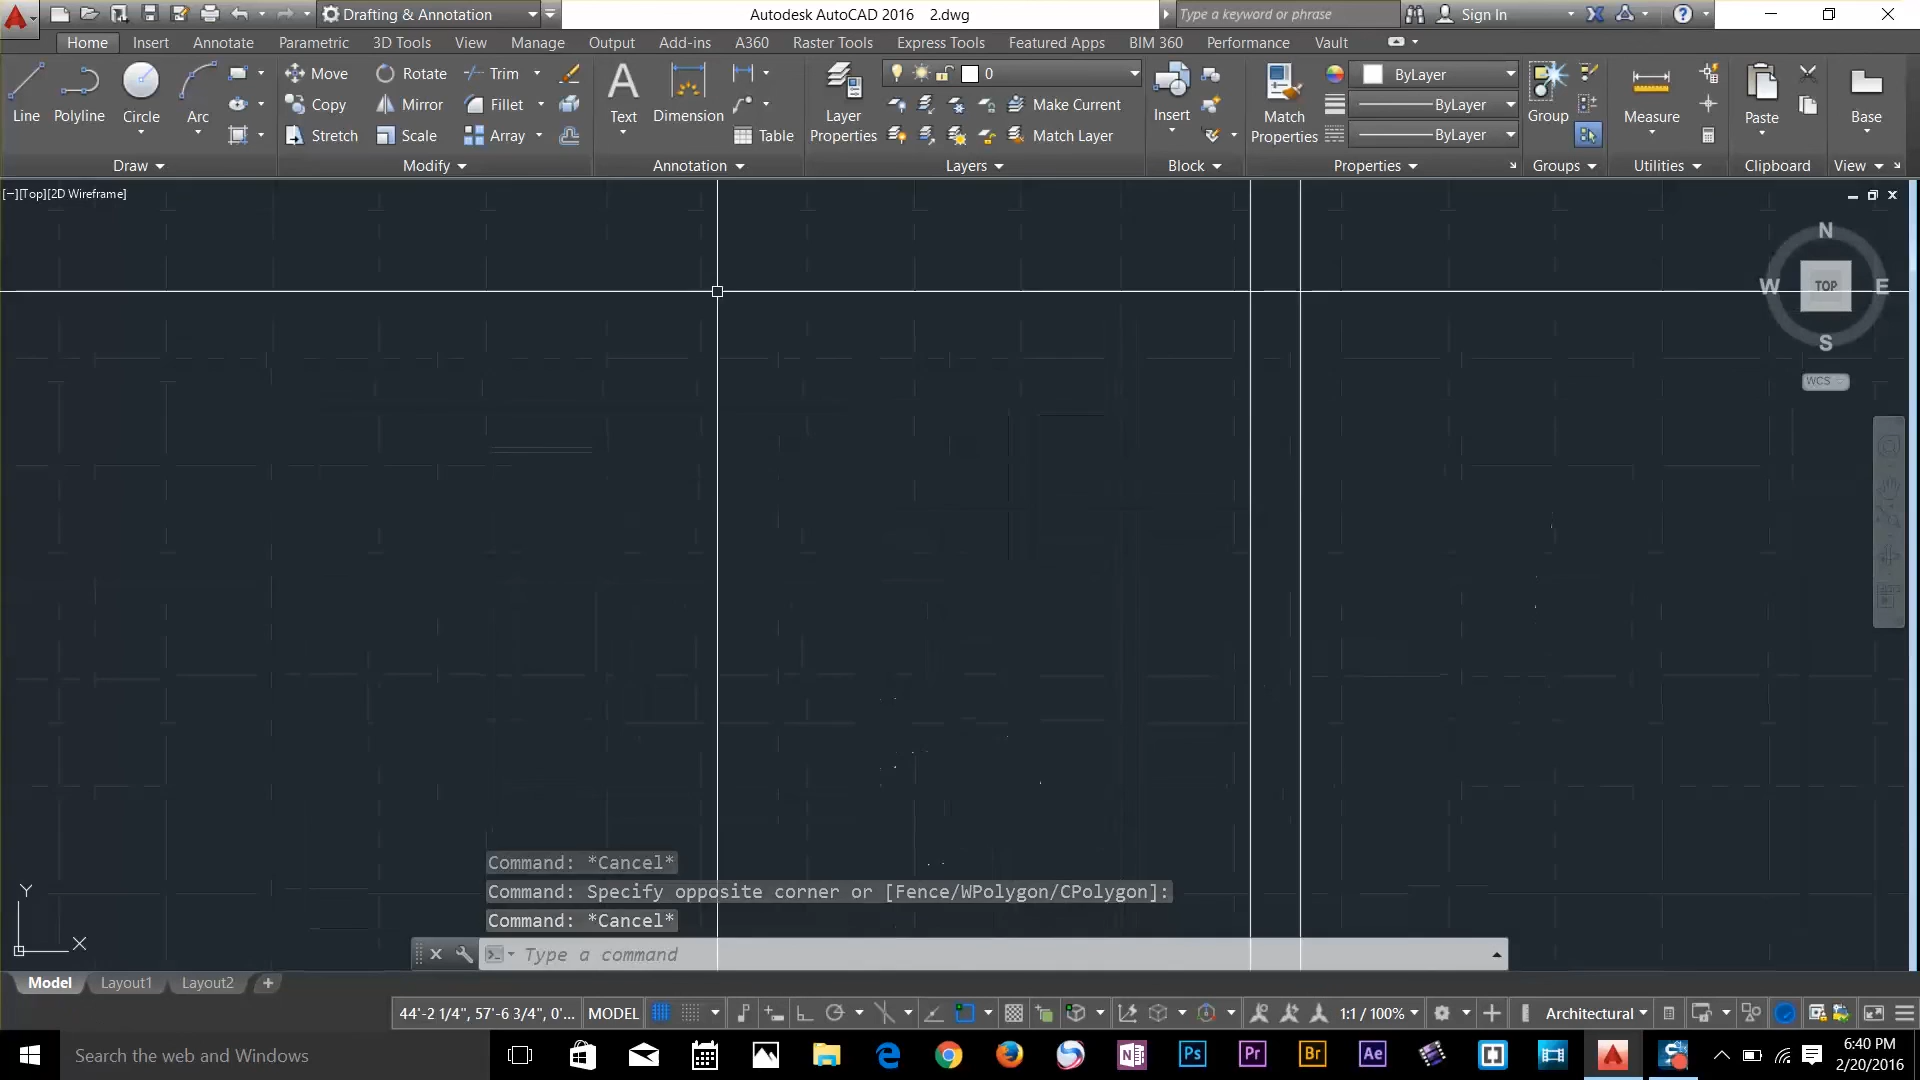 Drafting & Annotation
Autodesk AutoCAD 2016 2.dwg
Type a keyword or phrase
Sign In
Home Insert Annotate Parametric 3D Tools View Manage Output Add-ins A360 Raster Tools Express Tools Featured Apps BIM 360 Performance Vault
Line Polyline Circle Arc
Move Rotate Trim
Copy Mirror Fillet
Stretch Scale Array
Text Dimension Table
Layer Properties
0
Make Current
Match Layer
Insert
Match Properties
ByLayer
ByLayer
ByLayer
Group
Measure
Paste
Base
Draw Modify Annotation Layers Block Properties Groups Utilities Clipboard View
[−][Top][2D Wireframe]
N
W TOP E
S
WCS
Command: *Cancel*
Command: Specify opposite corner or [Fence/WPolygon/CPolygon]:
Command: *Cancel*
Y
X
Type a command
Model Layout1 Layout2 +
44'-2 1/4", 57'-6 3/4", 0'... MODEL 1:1 / 100% Architectural
Search the web and Windows
N Ps Pr Br Ae
6:40 PM
2/20/2016